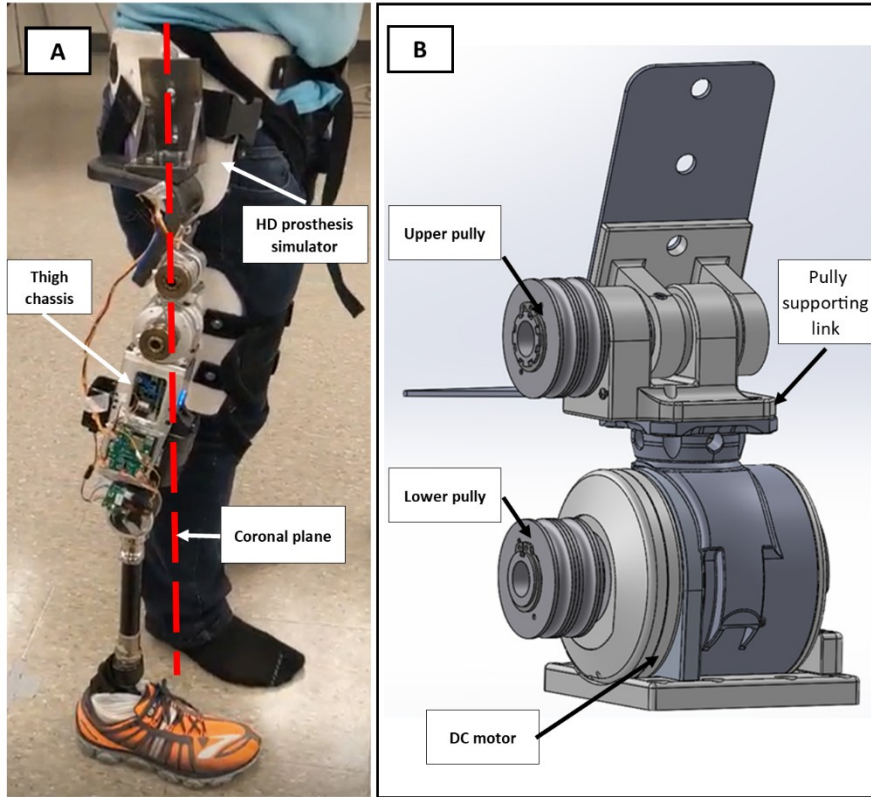 A
HD prosthesis
simulator
Thigh
chassis
Coronal plane
B
Upper pully
Pully
supporting
link
Lower pully
DC motor